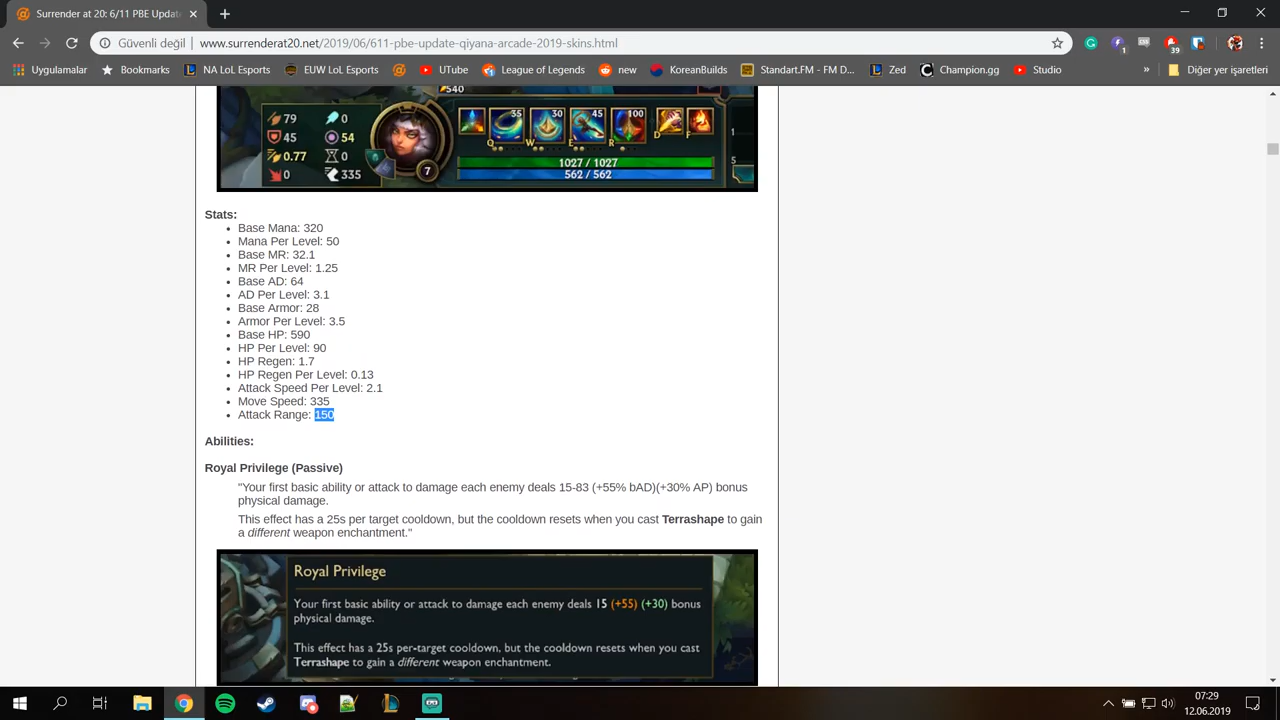 Surrender at 20: 6/11 PBE Update
Güvenli değil | www.surrenderat20.net/2019/06/611-pbe-update-qiyana-arcade-2019-skins.html
1 39
Uygulamalar Bookmarks NA LoL Esports EUW LoL Esports UTube League of Legends new KoreanBuilds Standart.FM - FM D... Zed Champion.gg Studio » Diğer yer işaretleri
540
79 0 35 30 45 100
45 54 Q W E R D F 1
0.77 0 1027 / 1027 5
0 335 7 562 / 562
Stats:
• Base Mana: 320
• Mana Per Level: 50
• Base MR: 32.1
• MR Per Level: 1.25
• Base AD: 64
• AD Per Level: 3.1
• Base Armor: 28
• Armor Per Level: 3.5
• Base HP: 590
• HP Per Level: 90
• HP Regen: 1.7
• HP Regen Per Level: 0.13
• Attack Speed Per Level: 2.1
• Move Speed: 335
• Attack Range: 150
Abilities:
Royal Privilege (Passive)
"Your first basic ability or attack to damage each enemy deals 15-83 (+55% bAD)(+30% AP) bonus
physical damage.
This effect has a 25s per target cooldown, but the cooldown resets when you cast Terrashape to gain
a different weapon enchantment."
Royal Privilege
Your first basic ability or attack to damage each enemy deals 15 (+55) (+30) bonus
physical damage.
This effect has a 25s per-target cooldown, but the cooldown resets when you cast
Terrashape to gain a different weapon enchantment.
07:29
12.06.2019